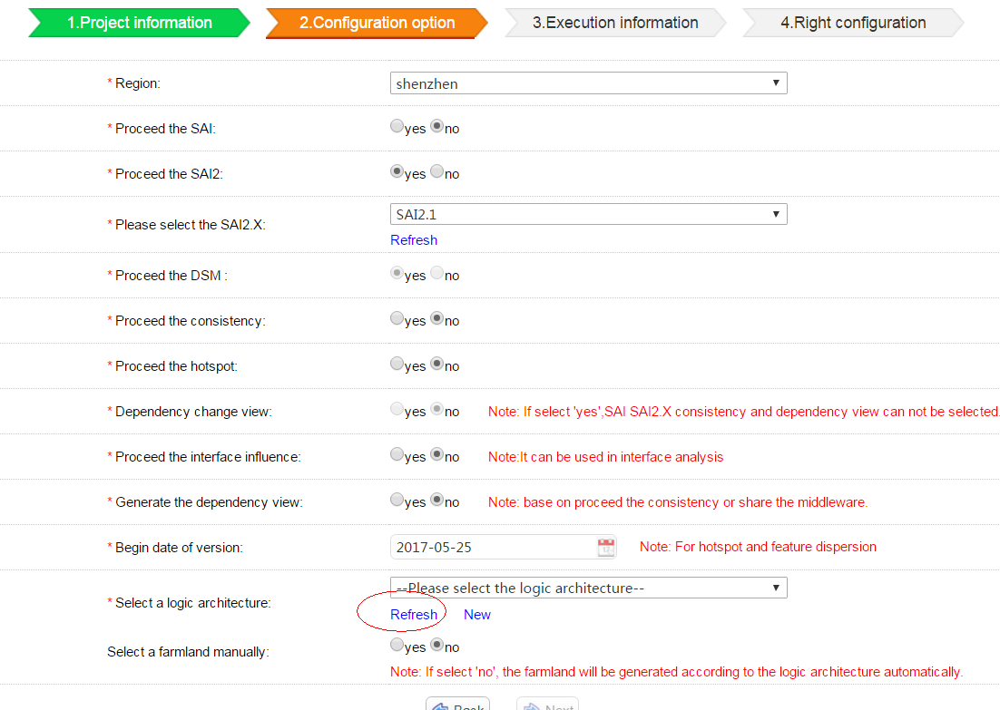 1.Project information 2.Configuration option 3.Execution information 4.Right configuration
* Region: shenzhen
* Proceed the SAI: yes no
* Proceed the SAI2: yes no
* Please select the SAI2.X: SAI2.1
Refresh
* Proceed the DSM : yes no
* Proceed the consistency: yes no
* Proceed the hotspot: yes no
* Dependency change view: yes no Note: If select 'yes',SAI SAI2.X consistency and dependency view can not be selected.
* Proceed the interface influence: yes no Note:It can be used in interface analysis
* Generate the dependency view: yes no Note: base on proceed the consistency or share the middleware.
* Begin date of version: 2017-05-25 Note: For hotspot and feature dispersion
* Select a logic architecture: --Please select the logic architecture--
Refresh New
Select a farmland manually: yes no
Note: If select 'no', the farmland will be generated according to the logic architecture automatically.
Back Next